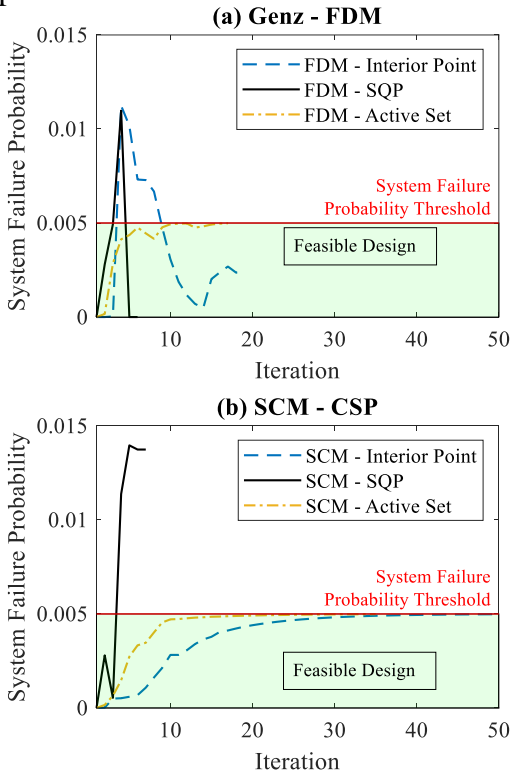 (a) Genz - FDM
0.015
0.01
0.005
0
System Failure Probability
FDM - Interior Point
FDM - SQP
FDM - Active Set
System Failure
Probability Threshold
Feasible Design
10 20 30 40 50
Iteration
(b) SCM - CSP
0.015
0.01
0.005
0
System Failure Probability
SCM - Interior Point
SCM - SQP
SCM - Active Set
System Failure
Probability Threshold
Feasible Design
10 20 30 40 50
Iteration